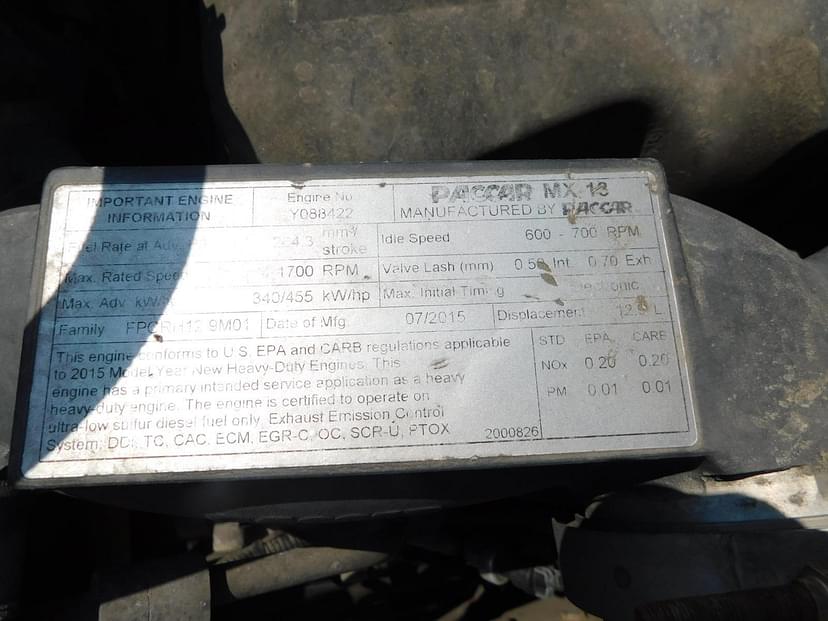 IMPORTANT ENGINE
INFORMATION
Engine No
Y088422
PACCAR MX 13
MANUFACTURED BY PACCAR
Fuel Rate at Adv
mm³/
stroke
Idle Speed
600 - 700 RPM
Max. Rated Speed
1700 RPM
Valve Lash (mm)
Int. 0.70 Exh
Max. Adv kW/
340/455 kW/hp
Max. Initial Timing
Family
Date of Mfg.
07/2015
Displacement
L
This engine conforms to U.S. EPA and CARB regulations applicable
to 2015 Model Year New Heavy-Duty Engines. This
engine has a primary intended service application as a heavy
heavy-duty engine. The engine is certified to operate on
ultra-low sulfur diesel fuel only. Exhaust Emission Control
System: DDI, TC, CAC, ECM, EGR-C, OC, SCR-U, PTOX
2000826
STD EPA CARB
NOx 0.20 0.20
PM 0.01 0.01